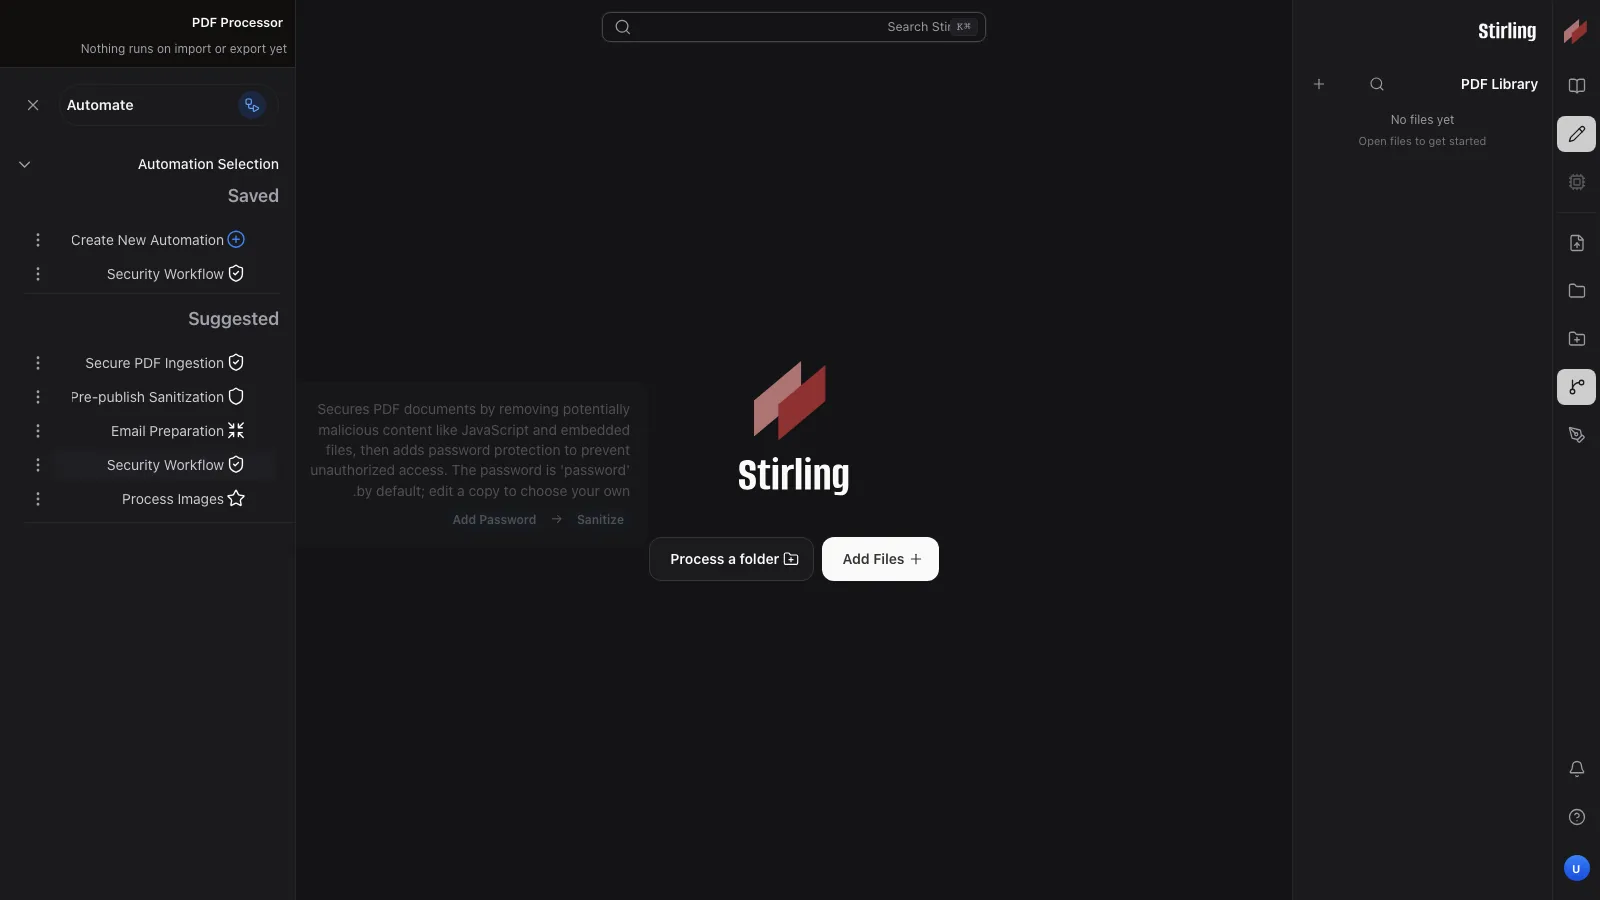 PDF Processor
Nothing runs on import or export yet
Automate
Automation Selection
Saved
Create New Automation
Security Workflow
Suggested
Secure PDF Ingestion
Pre-publish Sanitization
Email Preparation
Security Workflow
Process Images
Search Stir
K⌘
Secures PDF documents by removing potentially
malicious content like JavaScript and embedded
files, then adds password protection to prevent
unauthorized access. The password is 'password'
.by default; edit a copy to choose your own
Add Password → Sanitize
Stirling
Process a folder
Add Files
Stirling
PDF Library
No files yet
Open files to get started
U